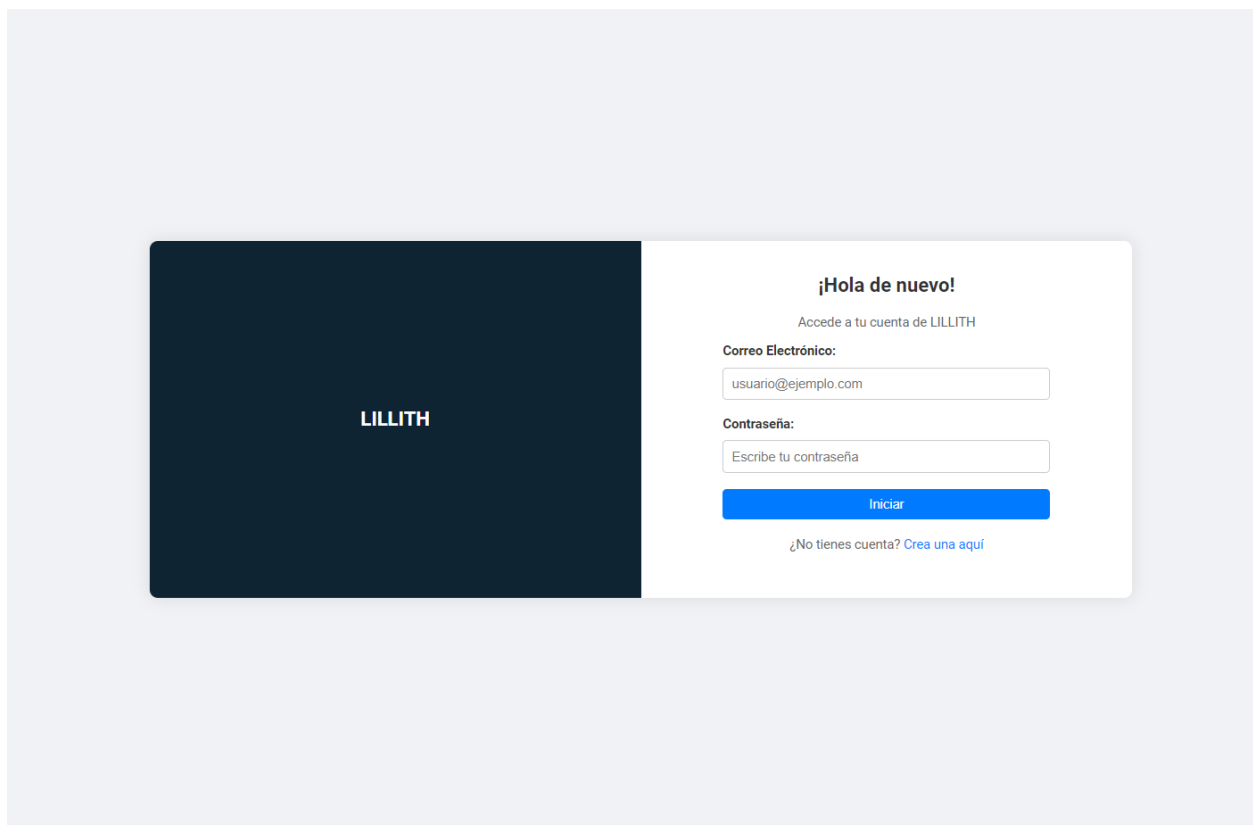 LILLITH
¡Hola de nuevo!
Accede a tu cuenta de LILLITH
Correo Electrónico:
usuario@ejemplo.com
Contraseña:
Escribe tu contraseña
Iniciar
¿No tienes cuenta? Crea una aquí